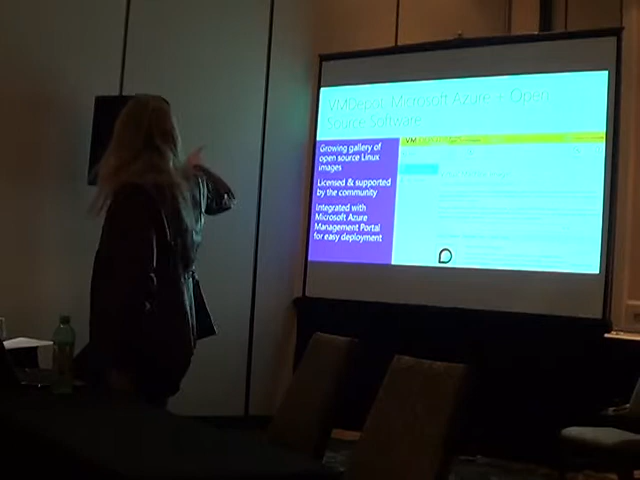 VMDepot: Microsoft Azure + Open
Source Software
Growing gallery of
open source Linux
images
Licensed & supported
by the community
Integrated with
Microsoft Azure
Management Portal
for easy deployment
VM